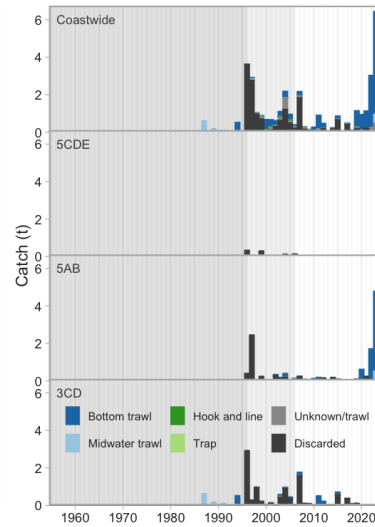 Coastwide
6
4
2
0
5CDE
6
4
2
0
5AB
6
4
2
0
3CD
6
4
2
0
Catch (t)
Bottom trawl Hook and line Unknown/trawl
Midwater trawl Trap Discarded
1960 1970 1980 1990 2000 2010 2020